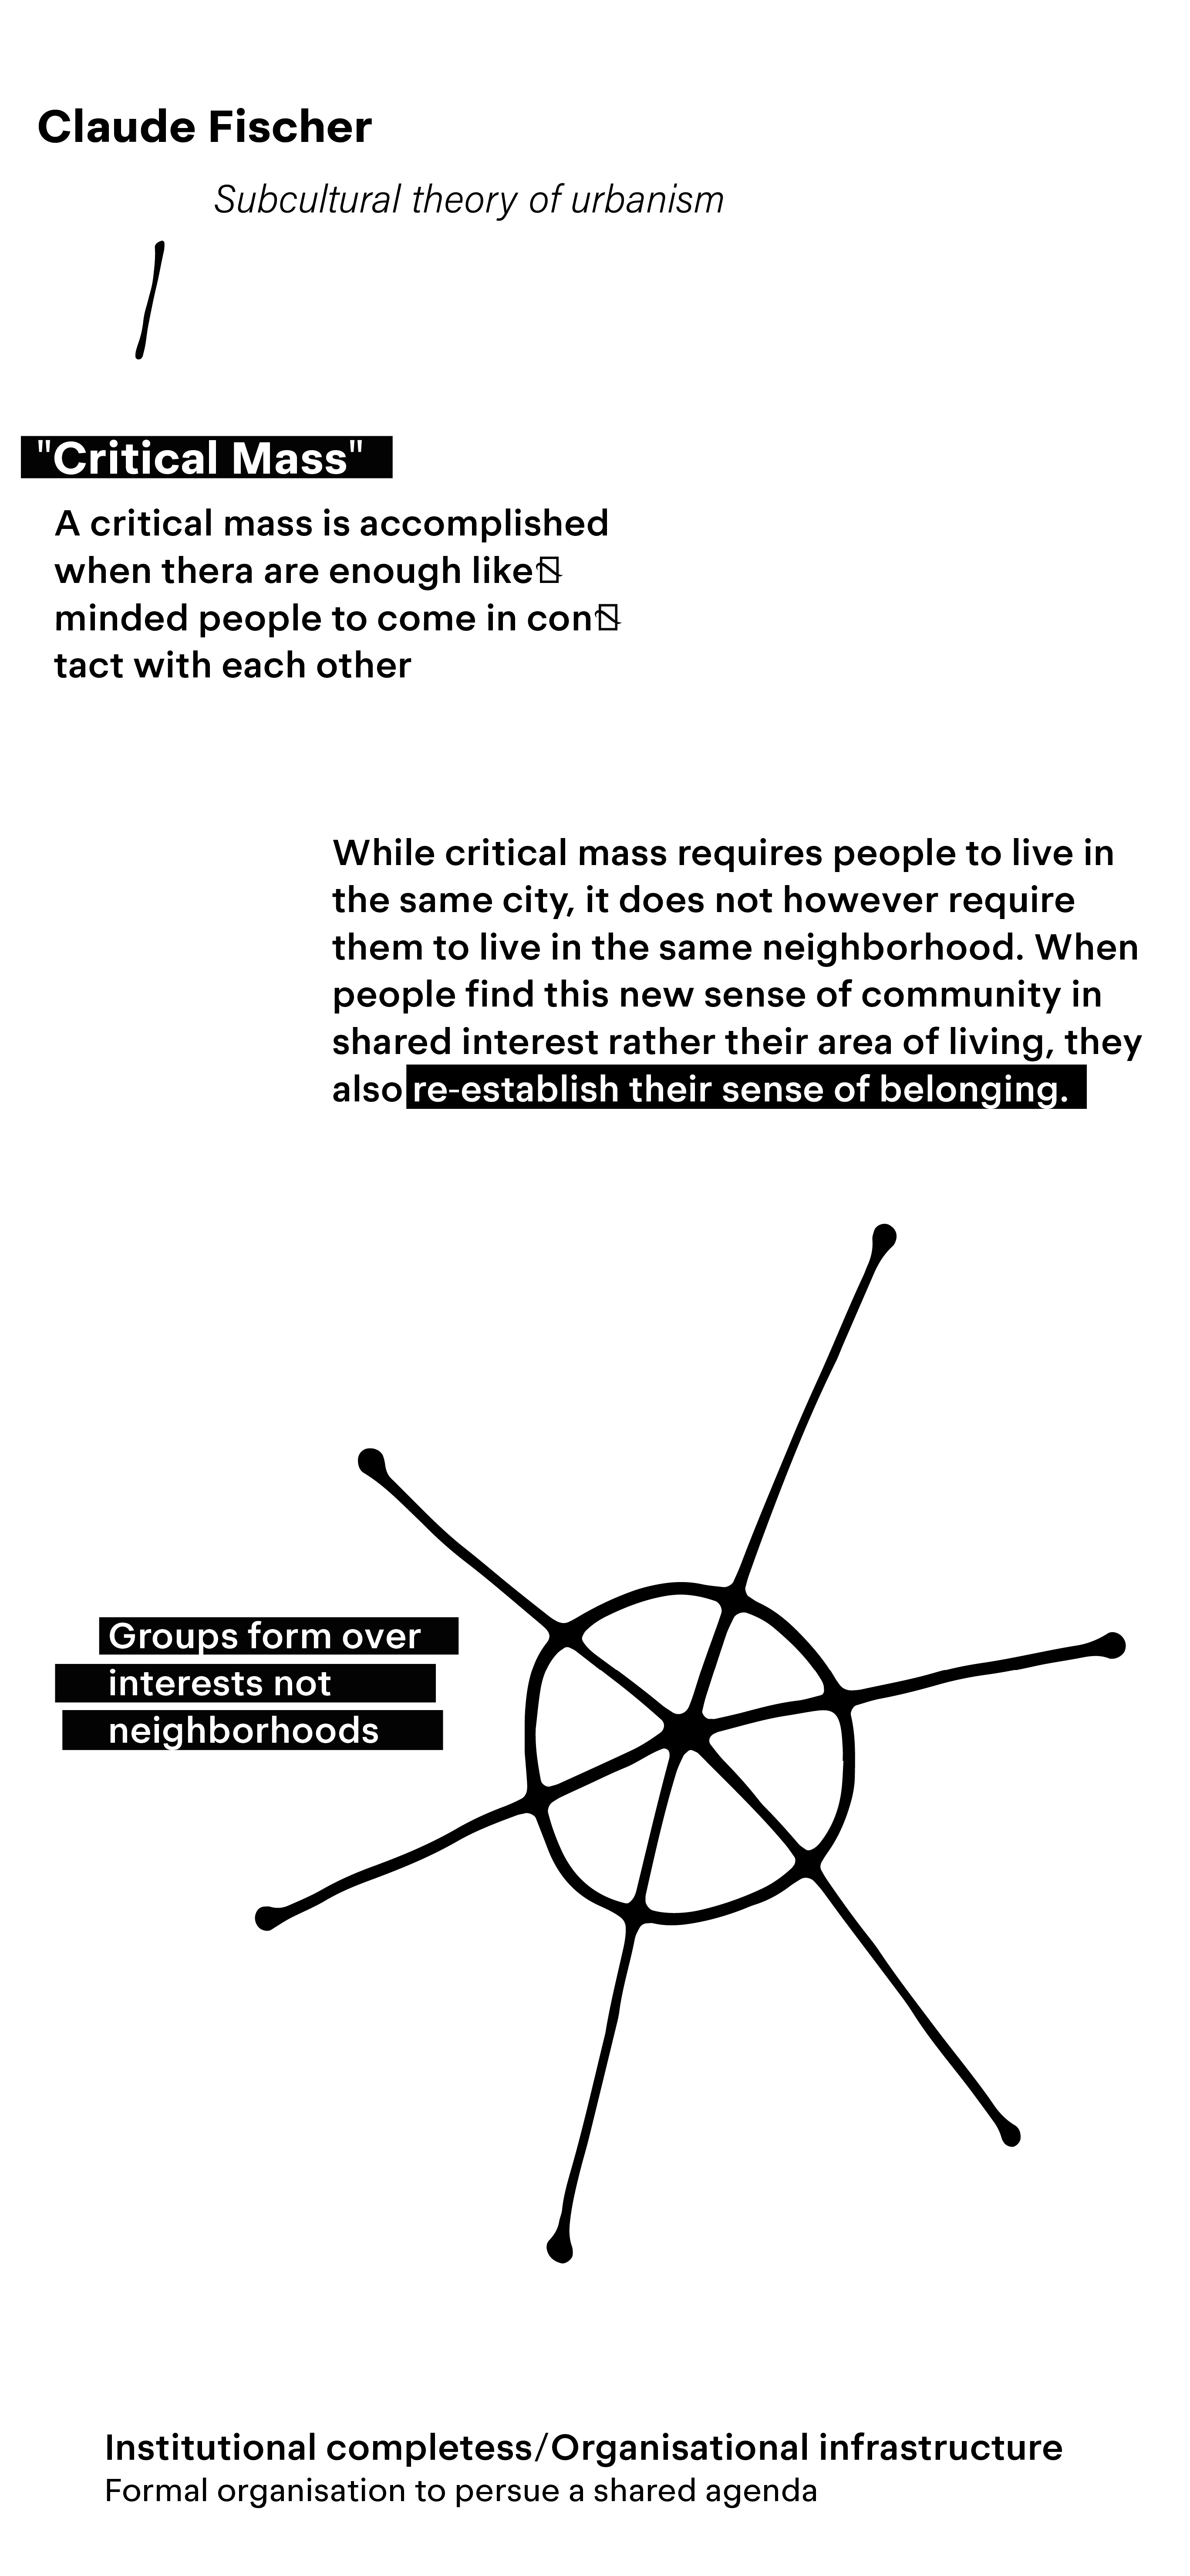 Claude Fischer
Subcultural theory of urbanism
"Critical Mass"
A critical mass is accomplished
when thera are enough like
minded people to come in con
tact with each other
While critical mass requires people to live in
the same city, it does not however require
them to live in the same neighborhood. When
people find this new sense of community in
shared interest rather their area of living, they
also re-establish their sense of belonging.
Groups form over
interests not
neighborhoods
Institutional completess/Organisational infrastructure
Formal organisation to persue a shared agenda